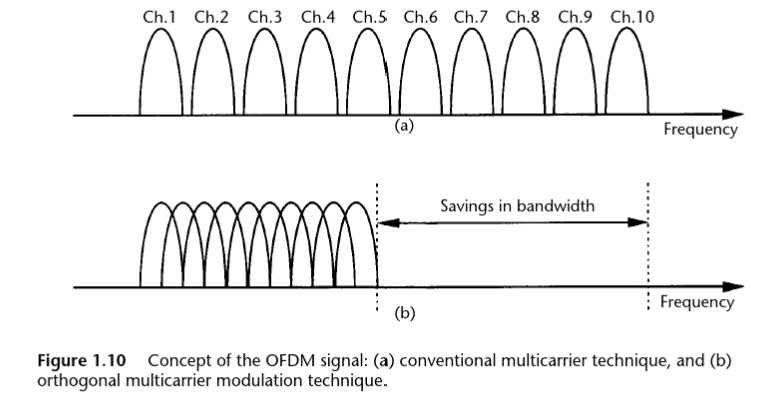 Ch.1 Ch.2 Ch.3 Ch.4 Ch.5 Ch.6 Ch.7 Ch.8 Ch.9 Ch.10
(a)
Frequency
Savings in bandwidth
Frequency
(b)
Figure 1.10 Concept of the OFDM signal: (a) conventional multicarrier technique, and (b)
orthogonal multicarrier modulation technique.